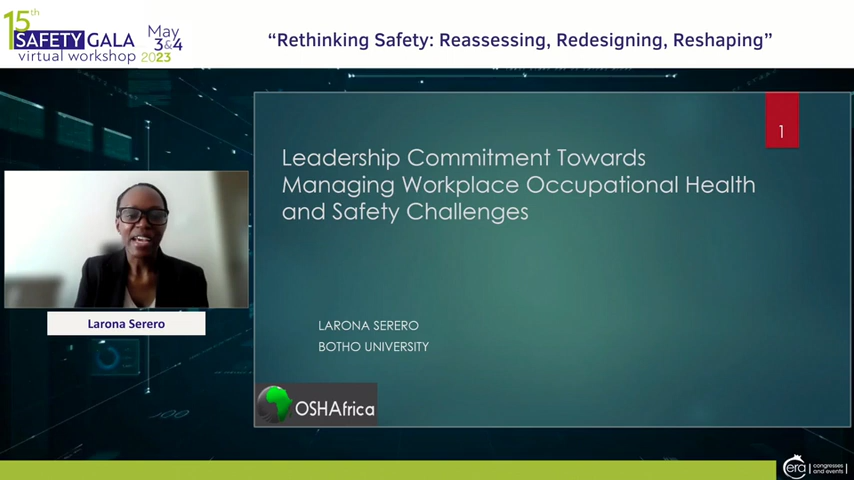 15th
SAFETY GALA
virtual workshop
May
3&4
2023
“Rethinking Safety: Reassessing, Redesigning, Reshaping”
1
Leadership Commitment Towards
Managing Workplace Occupational Health
and Safety Challenges
Larona Serero
LARONA SERERO
BOTHO UNIVERSITY
OSHAfrica
era
congresses
and events